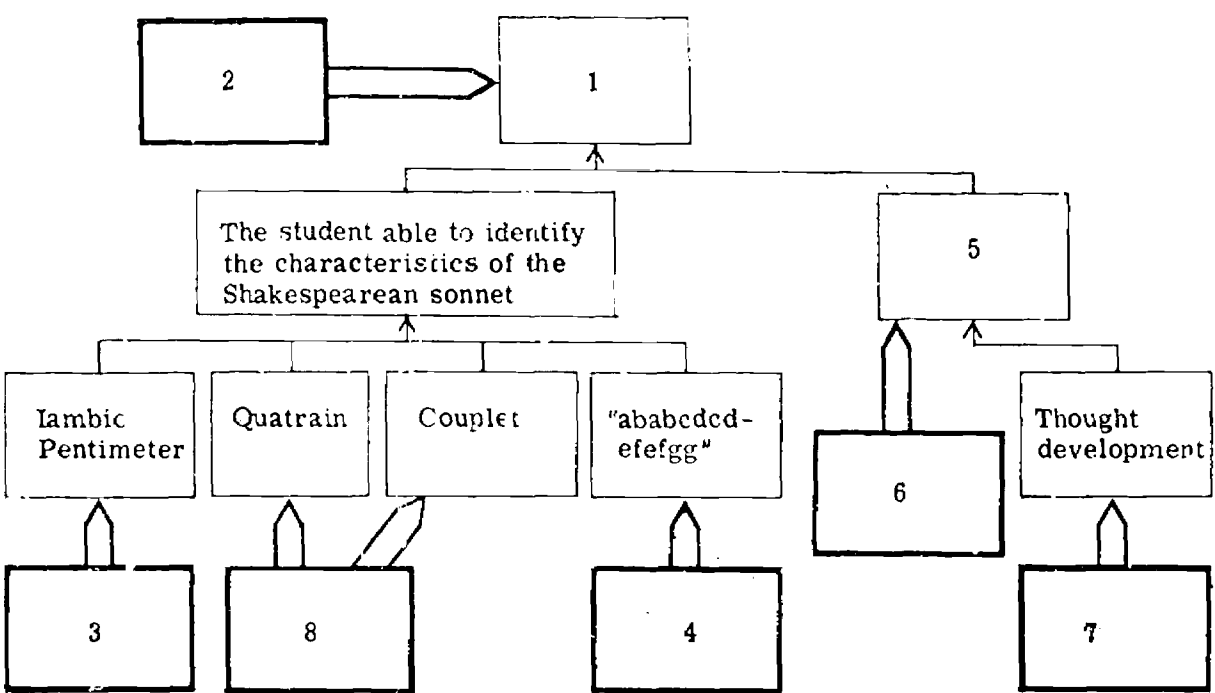 2
1
The student able to identify
the characteristics of the
Shakespearean sonnet
5
Iambic
Pentimeter
Quatrain
Couplet
"ababcdcd-
efefgg"
Thought
development
6
3
8
4
7